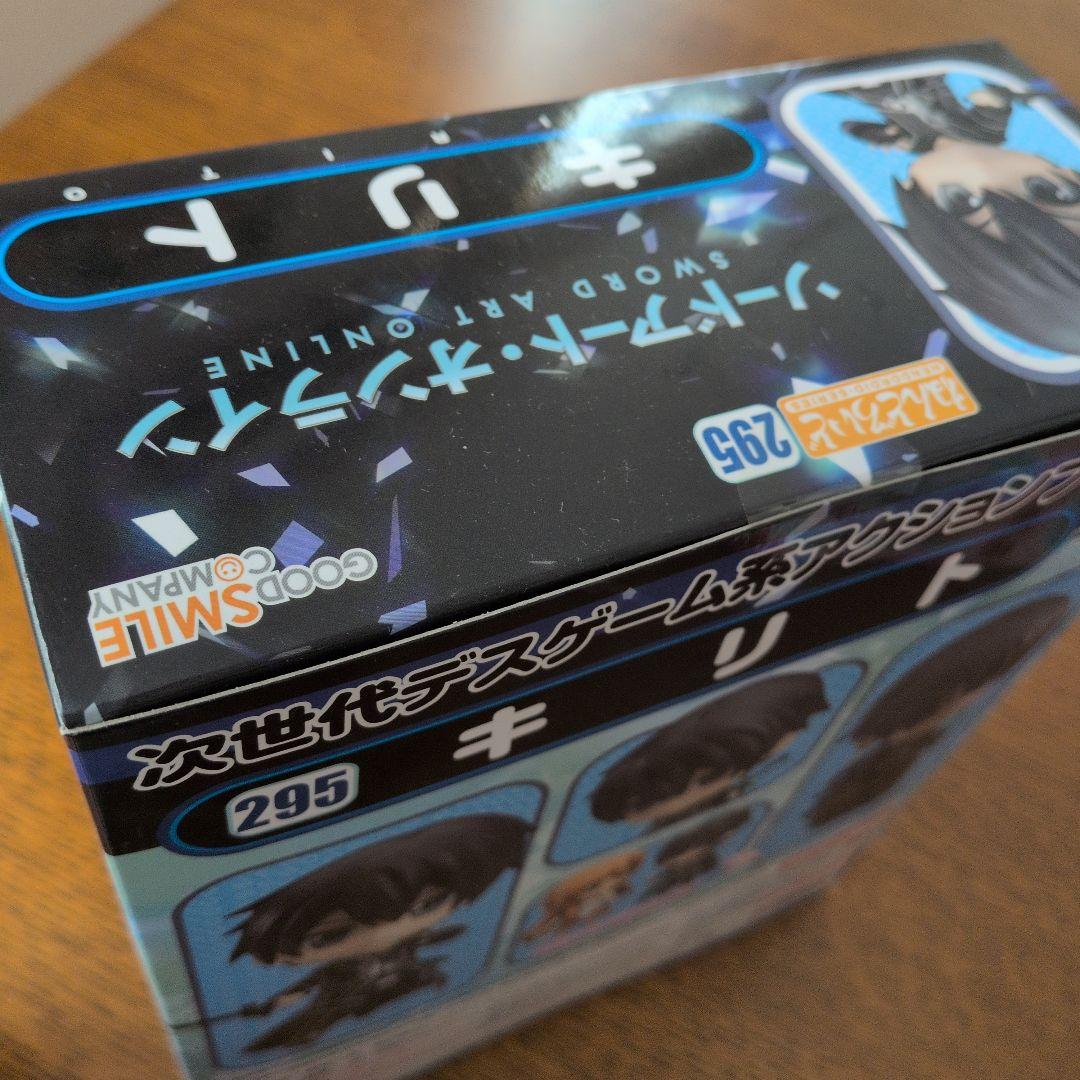 キリト
KIRITO
ソードアート・オンライン
SWORD ART ONLINE
295
ねんどろいど
NENDOROID・SERIES
GOOD
SMILE
COMPANY
次世代デスゲーム系アクション
295
キリト